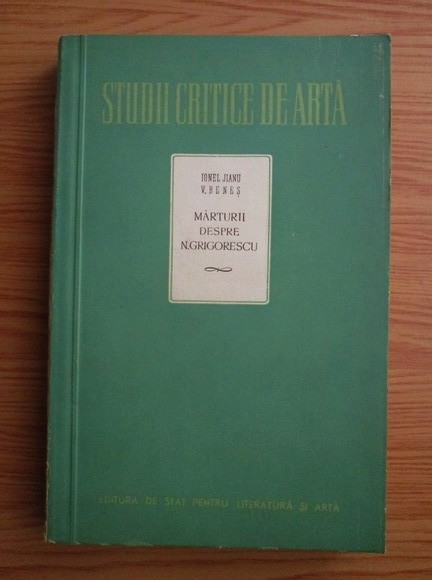 STUDII CRITICE DE ARTĂ
IONEL JIANU
V. BENEȘ
MĂRTURII
DESPRE
N.GRIGORESCU
EDITURA DE STAT PENTRU LITERATURĂ ȘI ARTĂ